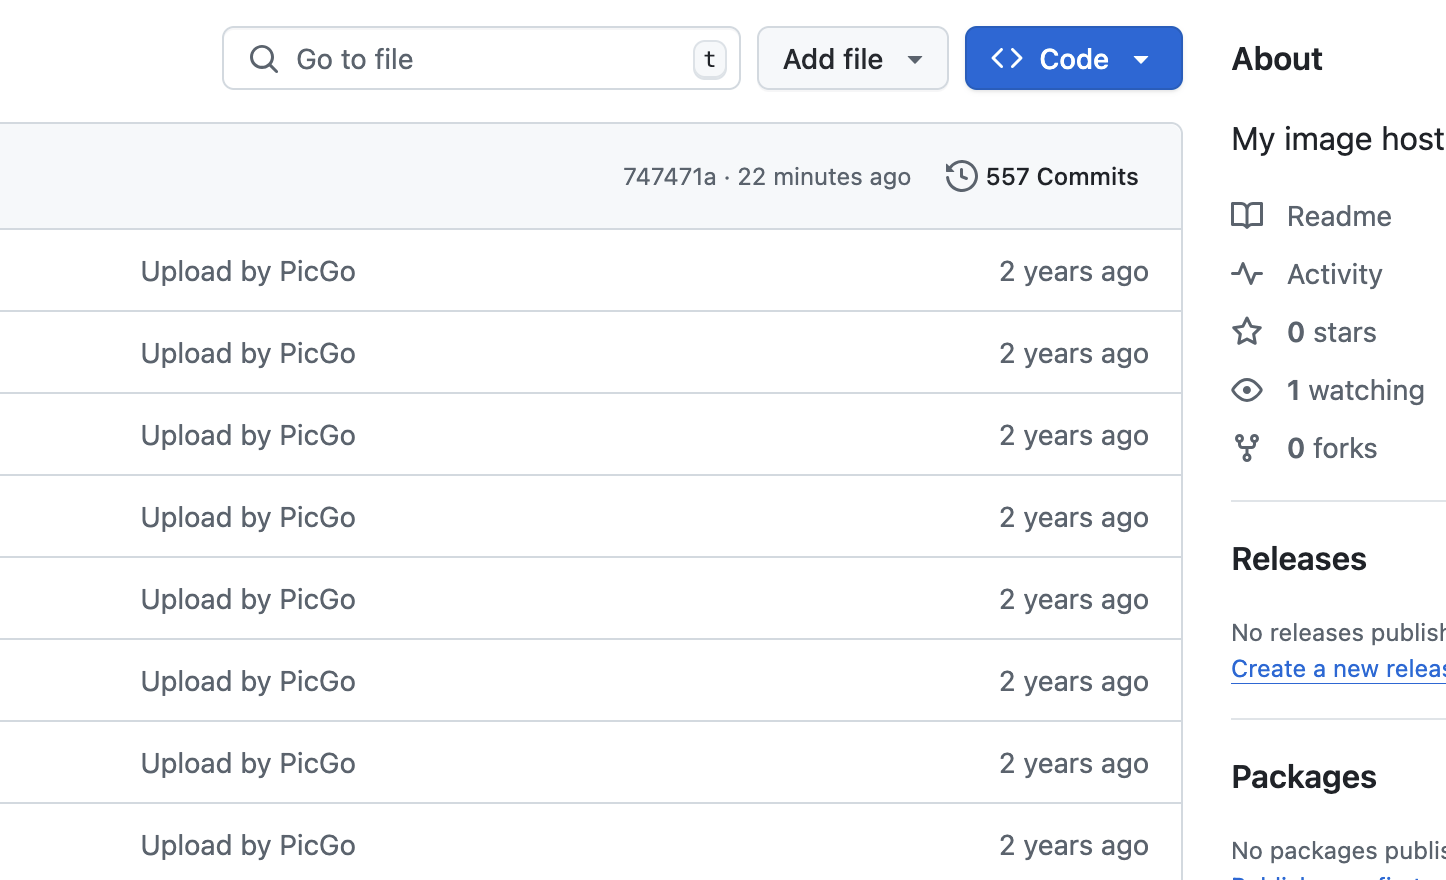 Go to file t Add file Code
747471a · 22 minutes ago 557 Commits
Upload by PicGo 2 years ago
Upload by PicGo 2 years ago
Upload by PicGo 2 years ago
Upload by PicGo 2 years ago
Upload by PicGo 2 years ago
Upload by PicGo 2 years ago
Upload by PicGo 2 years ago
Upload by PicGo 2 years ago
About
My image host
Readme
Activity
0 stars
1 watching
0 forks
Releases
No releases publish
Create a new releas
Packages
No packages publis